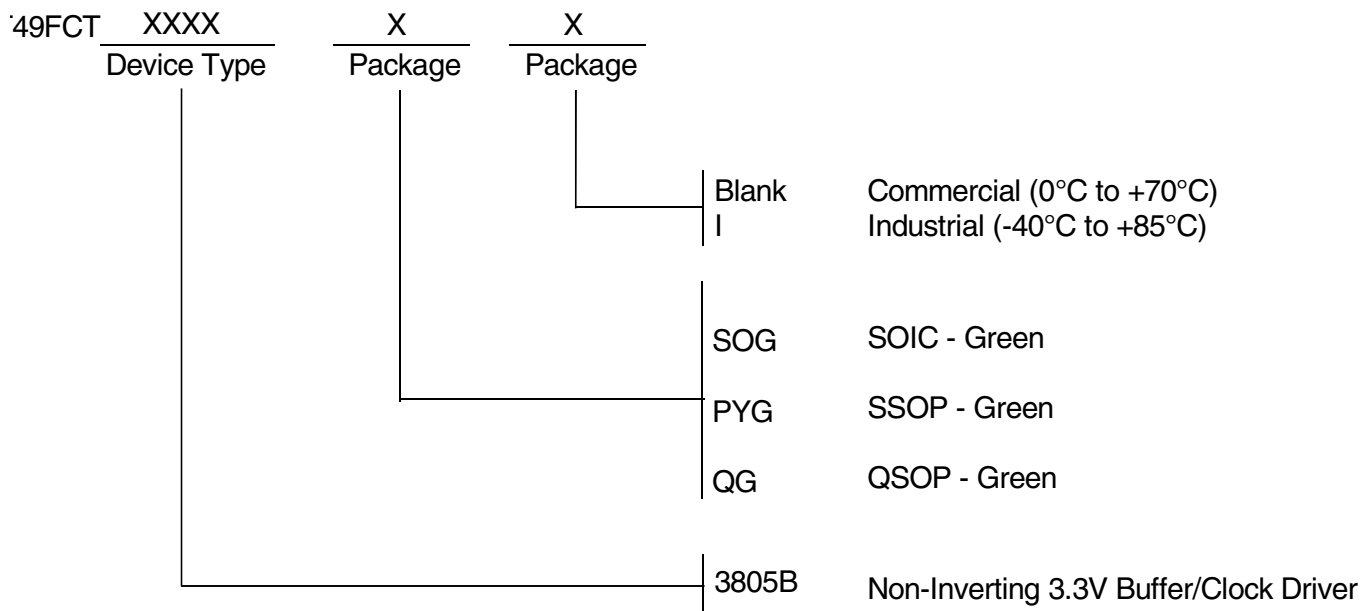 49FCT XXXX X X
Device Type Package Package
Blank Commercial (0°C to +70°C)
I Industrial (-40°C to +85°C)
SOG SOIC - Green
PYG SSOP - Green
QG QSOP - Green
3805B Non-Inverting 3.3V Buffer/Clock Driver